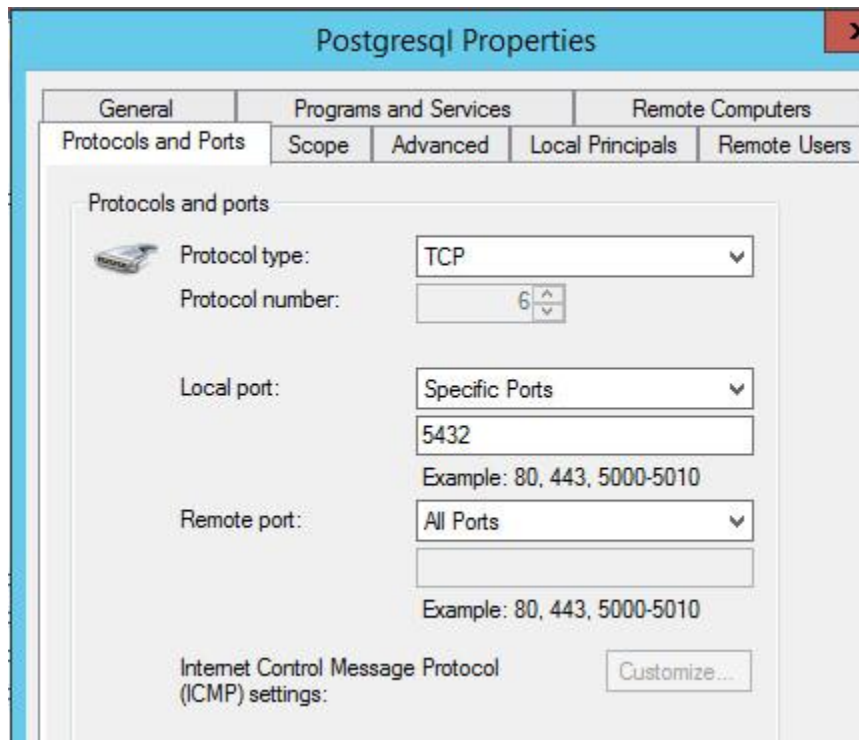 Postgresql Properties
General Programs and Services Remote Computers
Protocols and Ports Scope Advanced Local Principals Remote Users
Protocols and ports
Protocol type: TCP
Protocol number: 6
Local port: Specific Ports
5432
Example: 80, 443, 5000-5010
Remote port: All Ports
Example: 80, 443, 5000-5010
Internet Control Message Protocol
(ICMP) settings: Customize...